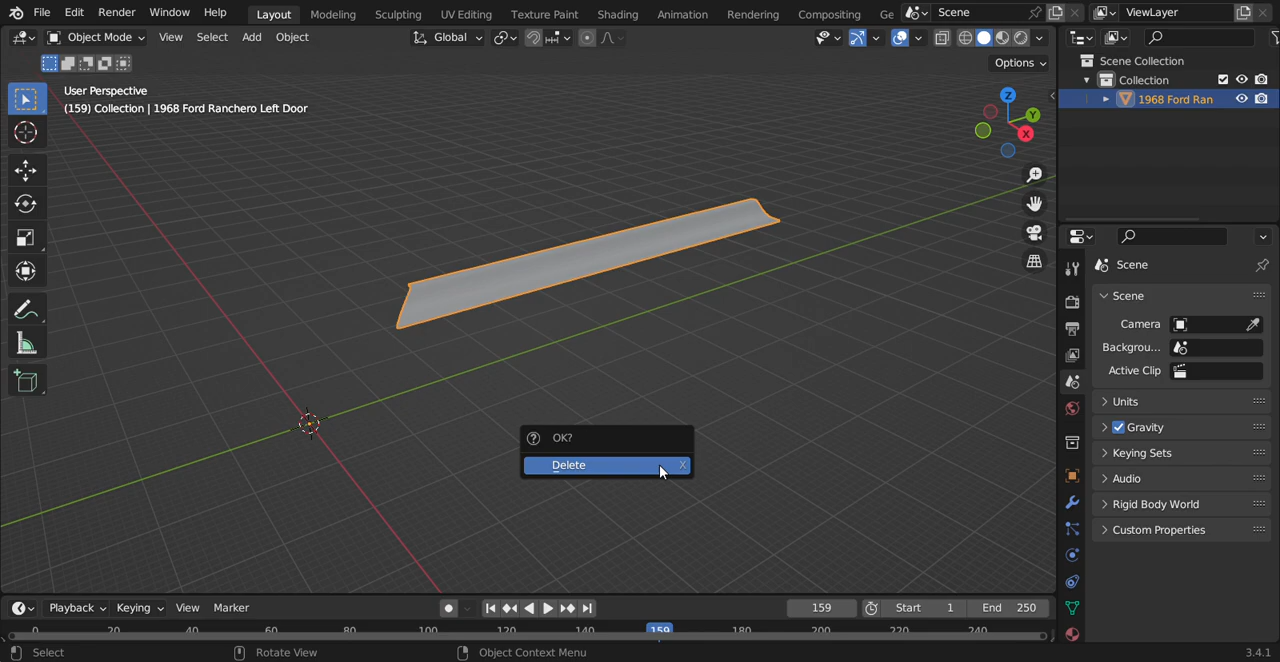 File Edit Render Window Help Layout Modeling Sculpting UV Editing Texture Paint Shading Animation Rendering Compositing Ge Scene ViewLayer
Object Mode View Select Add Object Global
Options
User Perspective
(159) Collection | 1968 Ford Ranchero Left Door
Z
Y
X
OK?
Delete X
Scene Collection
Collection
1968 Ford Ran
Scene
Scene
Camera
Backgrou...
Active Clip
Units
Gravity
Keying Sets
Audio
Rigid Body World
Custom Properties
Playback Keying View Marker 159 Start 1 End 250
0 20 40 60 80 100 120 140 159 180 200 220 240
Select Rotate View Object Context Menu 3.4.1